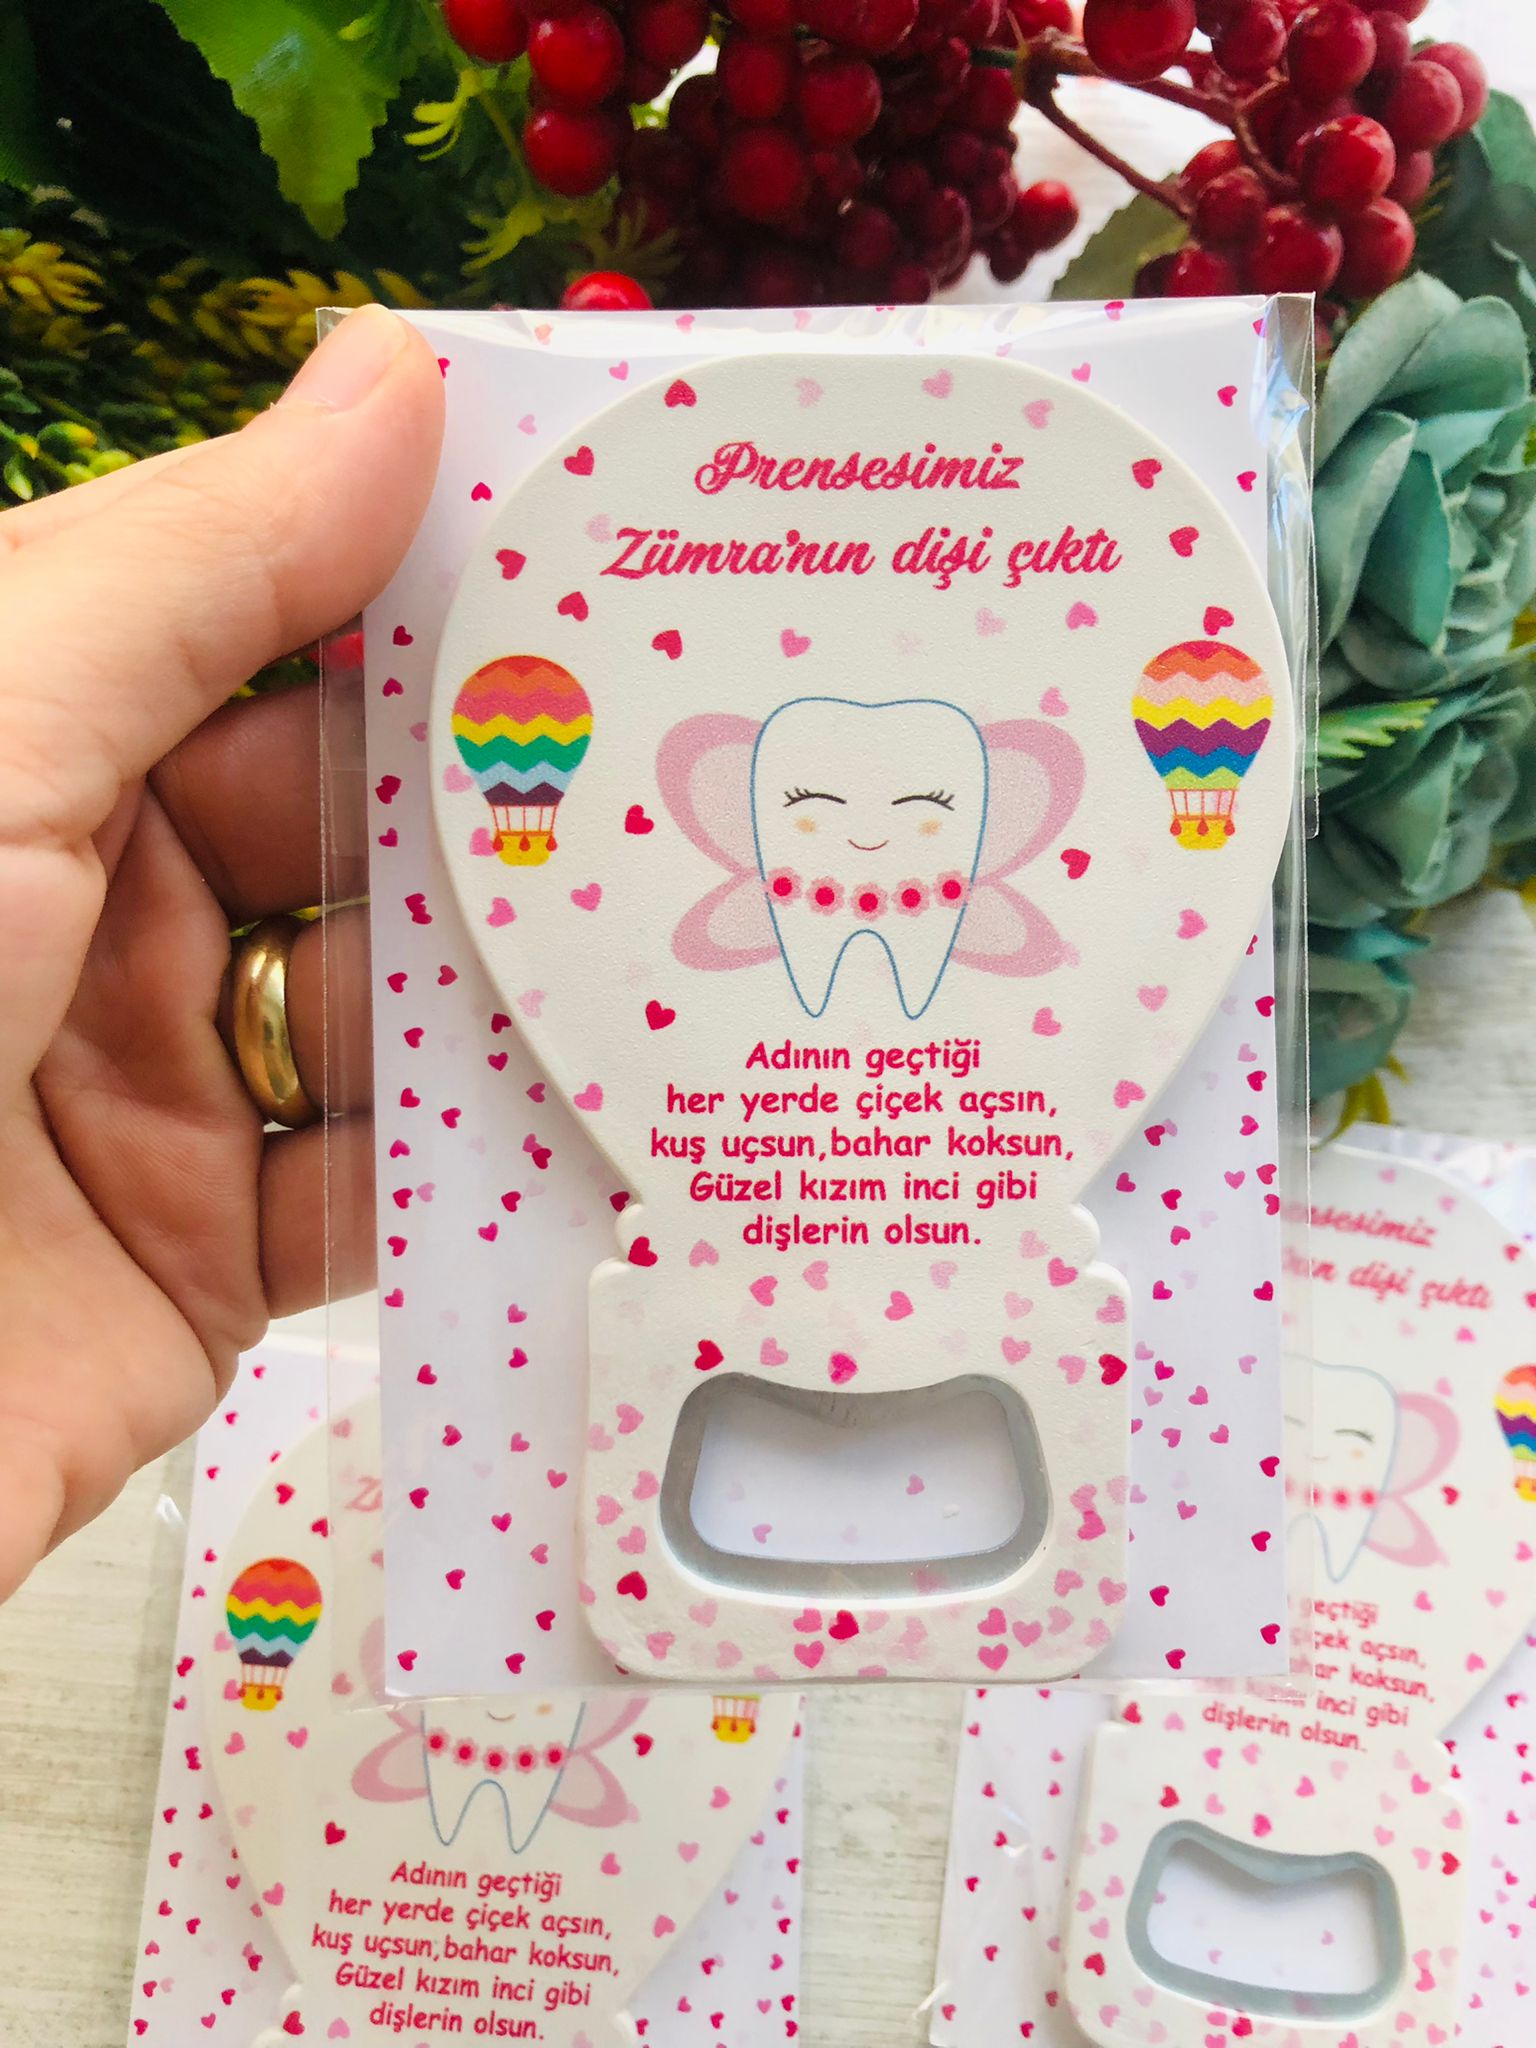 Prensesimiz
Zümra'nın dişi çıktı
Adının geçtiği
her yerde çiçek açsın,
kuş uçsun,bahar koksun,
Güzel kızım inci gibi
dişlerin olsun.
Adının geçtiği
her yerde çiçek açsın,
kuş uçsun,bahar koksun,
Güzel kızım inci gibi
dişlerin olsun.
dişi çıktı
açsın,
koksun,
inci gibi
dişlerin olsun.